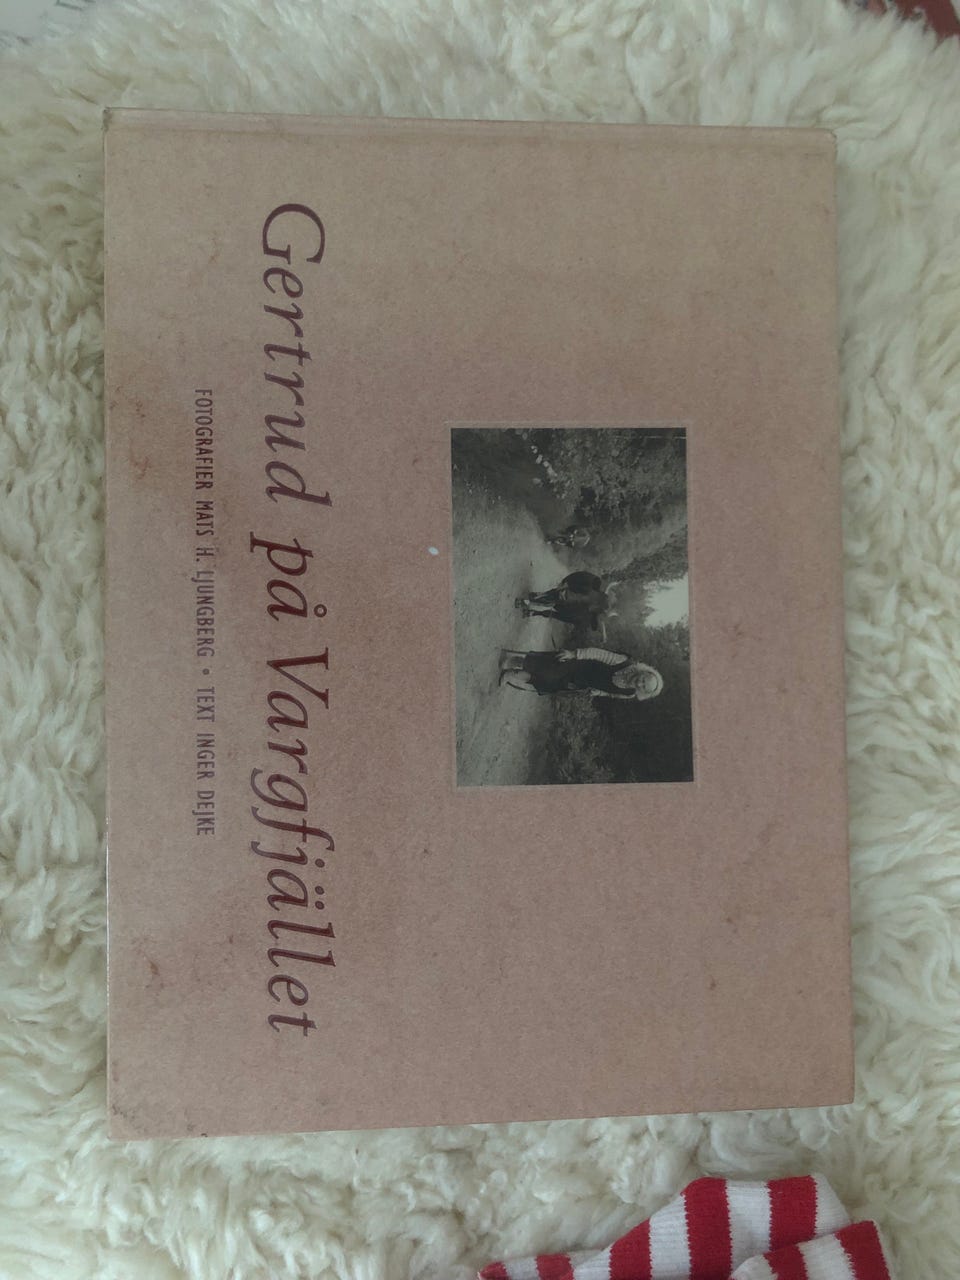 Gertrud på Vargfjället
FOTOGRAFIER MATS H. LJUNGBERG • TEXT INGER DEJKE